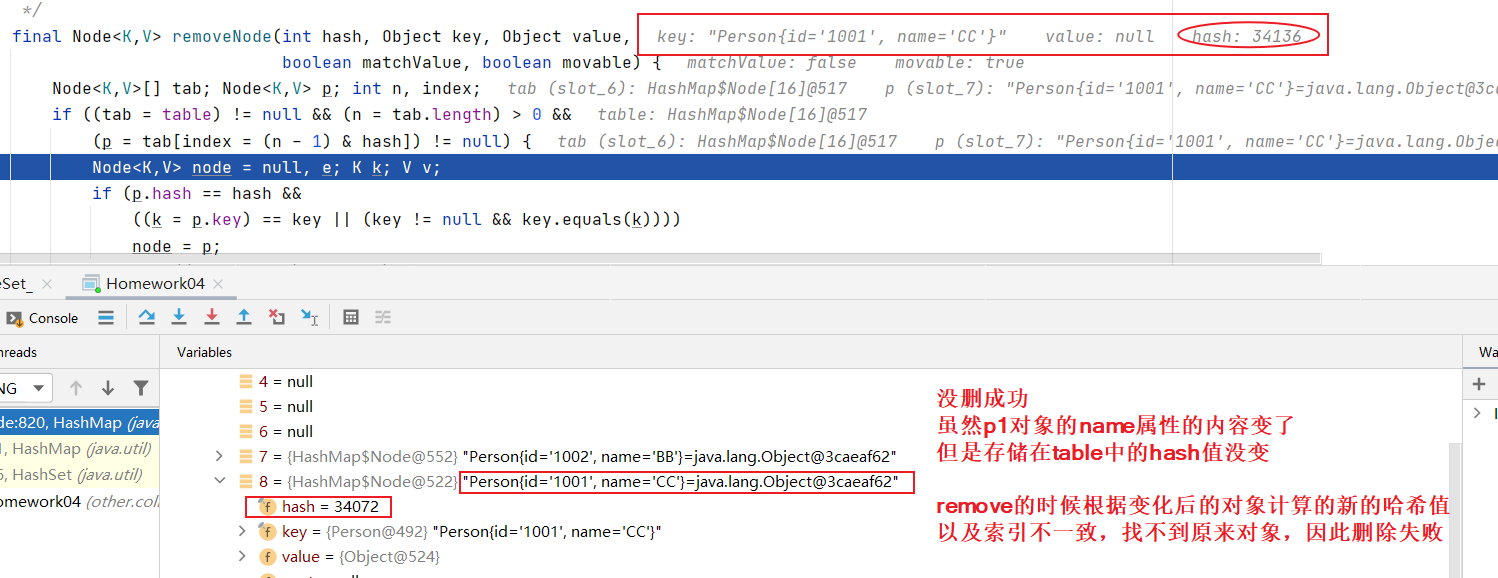 */
final Node<K,V> removeNode(int hash, Object key, Object value, key: "Person{id='1001', name='CC'}" value: null hash: 34136
boolean matchValue, boolean movable) { matchValue: false movable: true
Node<K,V>[] tab; Node<K,V> p; int n, index; tab (slot_6): HashMap$Node[16]@517 p (slot_7): "Person{id='1001', name='CC'}=java.lang.Object@3ca
if ((tab = table) != null && (n = tab.length) > 0 && table: HashMap$Node[16]@517
(p = tab[index = (n - 1) & hash]) != null) { tab (slot_6): HashMap$Node[16]@517 p (slot_7): "Person{id='1001', name='CC'}=java.lang.Obje
Node<K,V> node = null, e; K k; V v;
if (p.hash == hash &&
((k = p.key) == key || (key != null && key.equals(k))))
node = p;
eSet_
Homework04
Console
hreads
Variables
Wa
NG
4 = null
5 = null
6 = null
7 = {HashMap$Node@552} "Person{id='1002', name='BB'}=java.lang.Object@3caeaf62"
8 = {HashMap$Node@522} "Person{id='1001', name='CC'}=java.lang.Object@3caeaf62"
hash = 34072
key = {Person@492} "Person{id='1001', name='CC'}"
value = {Object@524}
de:820, HashMap (java
1, HashMap (java.util)
6, HashSet (java.util)
omework04 (other.coll
没删成功
虽然p1对象的name属性的内容变了
但是存储在table中的hash值没变
remove的时候根据变化后的对象计算的新的哈希值
以及索引不一致，找不到原来对象，因此删除失败